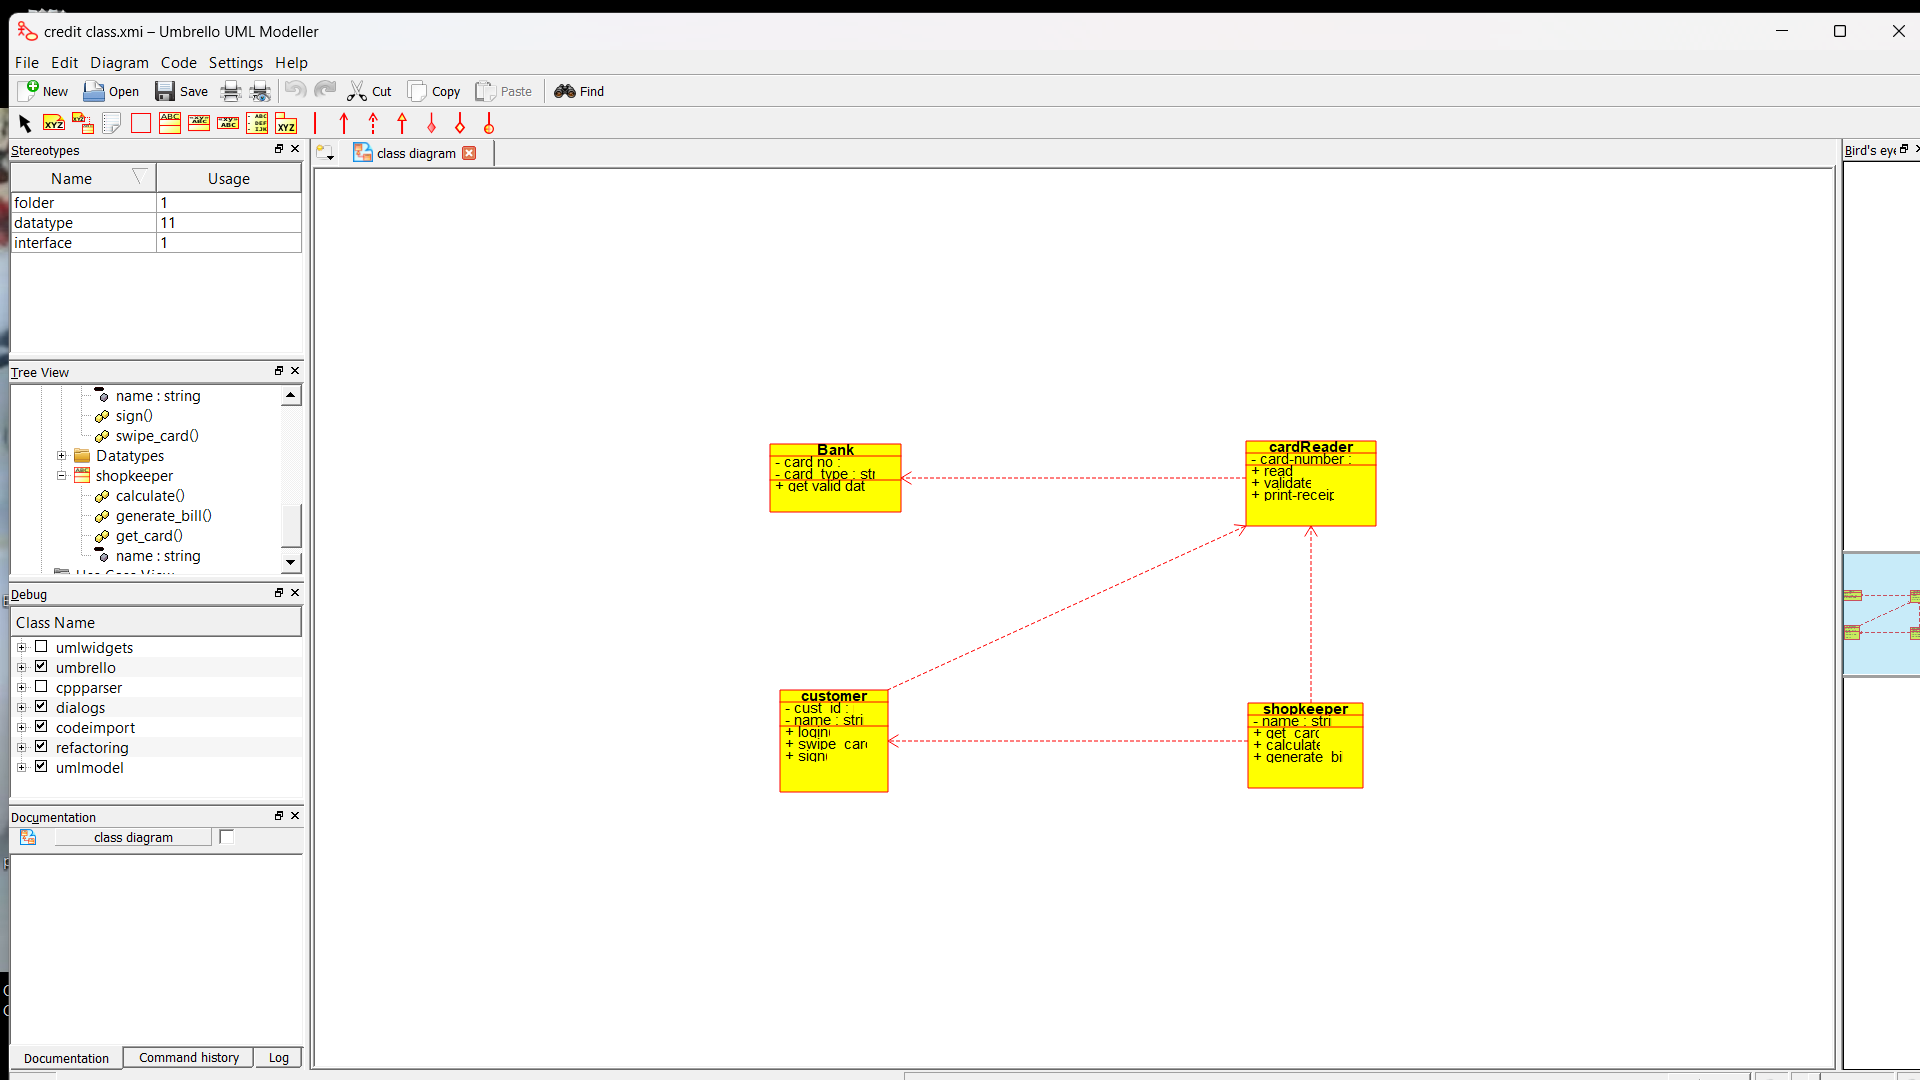 credit class.xmi – Umbrello UML Modeller
File Edit Diagram Code Settings Help
New Open Save Cut Copy Paste Find
Stereotypes
Name Usage
folder 1
datatype 11
interface 1
Tree View
name : string
sign()
swipe_card()
Datatypes
shopkeeper
calculate()
generate_bill()
get_card()
name : string
Debug
Class Name
umlwidgets
umbrello
cppparser
dialogs
codeimport
refactoring
umlmodel
Documentation
class diagram
Documentation Command history Log
class diagram
Bank
- card no :
- card_type : str
+ get valid dat
cardReader
- card-number :
+ read
+ validate
+ print-receip
customer
- cust_id :
- name : stri
+ login
+ swipe_car
+ sign
shopkeeper
- name : stri
+ get_card
+ calculate
+ generate_bi
Bird's eye